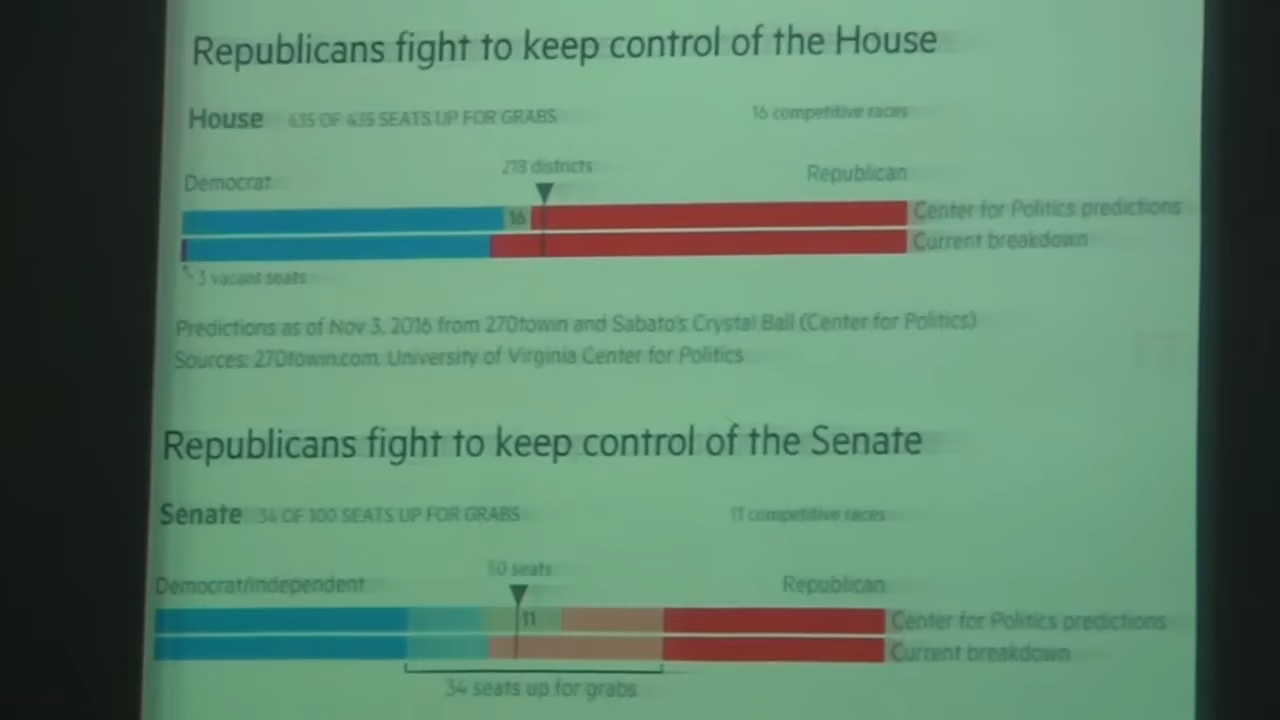 Republicans fight to keep control of the House
House 435 OF 435 SEATS UP FOR GRABS 16 competitive races
218 districts
Democrat Republican
16 Center for Politics predictions
Current breakdown
3 vacant seats
Predictions as of Nov 3, 2016 from 270towin and Sabato's Crystal Ball (Center for Politics)
Sources: 270towin.com, University of Virginia Center for Politics
Republicans fight to keep control of the Senate
Senate 34 OF 100 SEATS UP FOR GRABS 11 competitive races
50 seats
Democrat/Independent Republican
11 Center for Politics predictions
Current breakdown
34 seats up for grabs